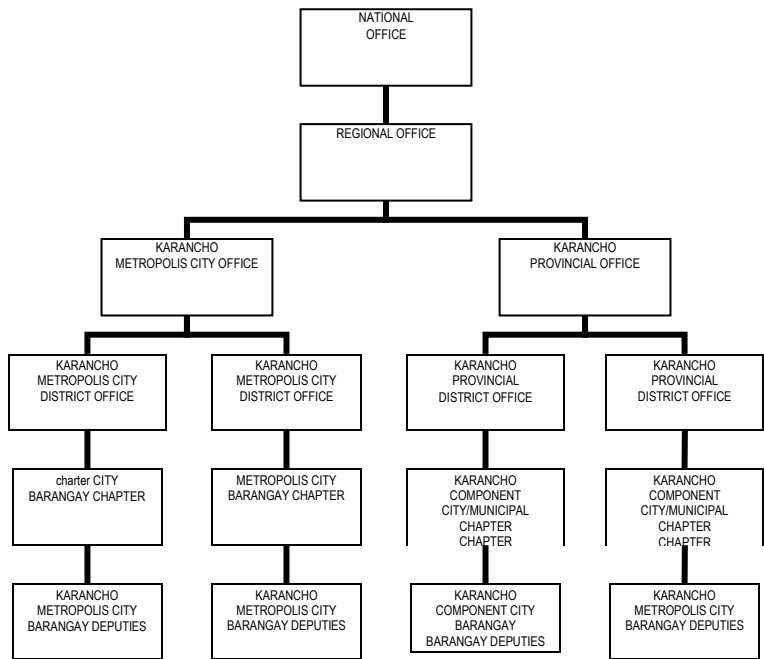 NATIONAL
OFFICE
REGIONAL OFFICE
KARANCHO
METROPOLIS CITY OFFICE
KARANCHO
PROVINCIAL OFFICE
KARANCHO
METROPOLIS CITY
DISTRICT OFFICE
KARANCHO
METROPOLIS CITY
DISTRICT OFFICE
KARANCHO
PROVINCIAL
DISTRICT OFFICE
KARANCHO
PROVINCIAL
DISTRICT OFFICE
charter CITY
BARANGAY CHAPTER
METROPOLIS CITY
BARANGAY CHAPTER
KARANCHO
COMPONENT
CITY/MUNICIPAL
CHAPTER
CHAPTER
KARANCHO
COMPONENT
CITY/MUNICIPAL
CHAPTER
CHAPTER
KARANCHO
METROPOLIS CITY
BARANGAY DEPUTIES
KARANCHO
METROPOLIS CITY
BARANGAY DEPUTIES
KARANCHO
COMPONENT CITY
BARANGAY
BARANGAY DEPUTIES
KARANCHO
METROPOLIS CITY
BARANGAY DEPUTIES